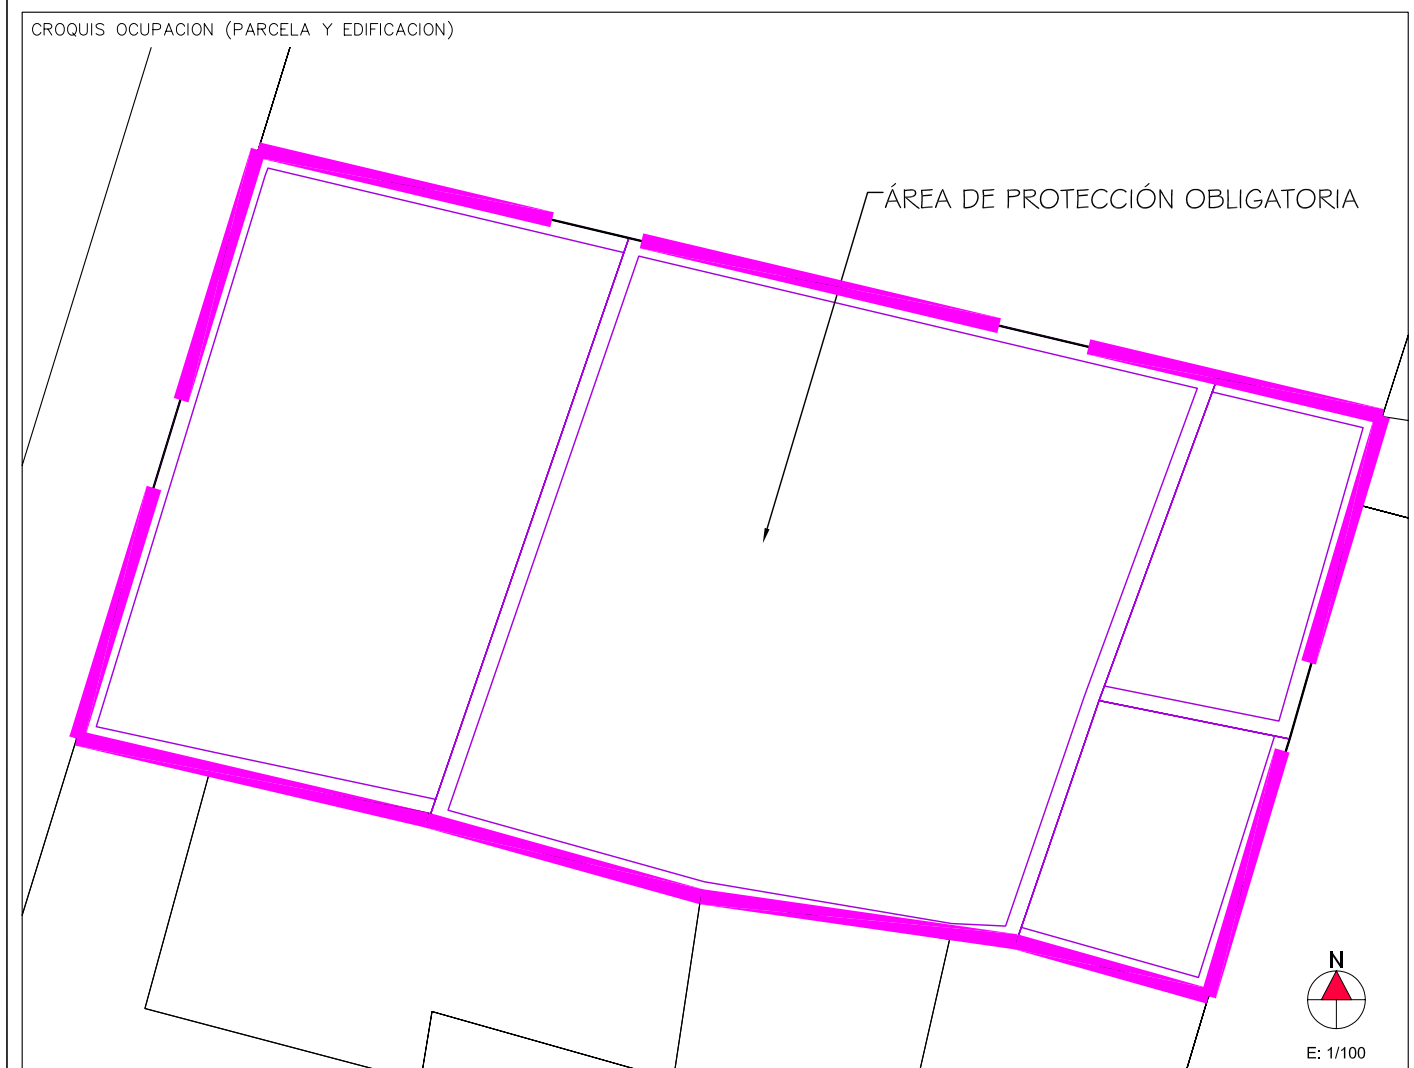 CROQUIS OCUPACION (PARCELA Y EDIFICACION)
ÁREA DE PROTECCIÓN OBLIGATORIA
N
E: 1/100